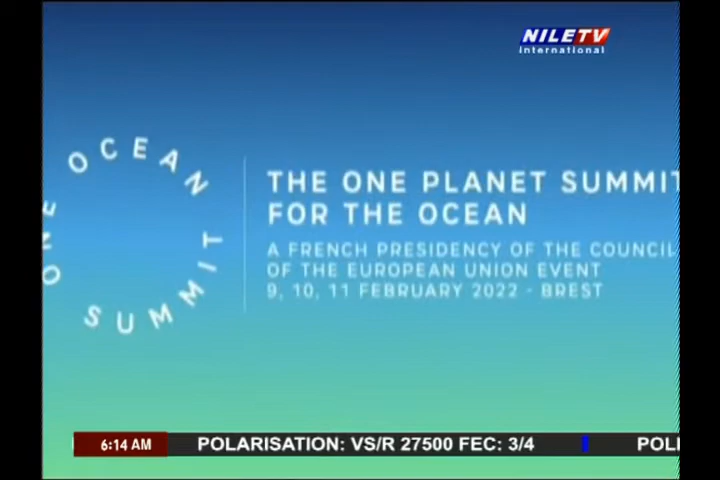 NILETV
International
ONE OCEAN SUMMIT
THE ONE PLANET SUMMIT
FOR THE OCEAN
A FRENCH PRESIDENCY OF THE COUNCIL
OF THE EUROPEAN UNION EVENT
9, 10, 11 FEBRUARY 2022 - BREST
6:14 AM
POLARISATION: VS/R 27500 FEC: 3/4